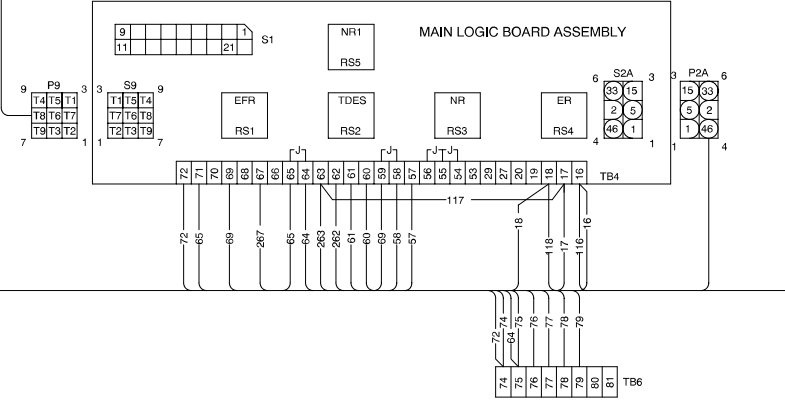 MAIN LOGIC BOARD ASSEMBLY
9 1
11 21
S1
NR1
RS5
P9
9 3
T4 T5 T1
T8 T6 T7
T9 T3 T2
7 1
S9
3 9
T1 T5 T4
T7 T6 T8
T2 T3 T9
1 7
EFR
RS1
TDES
RS2
NR
RS3
ER
RS4
S2A
6 3
33 15
2 5
46 1
4 1
P2A
3 6
15 33
5 2
1 46
1 4
J J J J
72 71 70 69 68 67 66 65 64 63 62 61 60 59 58 57 56 55 54 53 29 27 20 19 18 17 16
TB4
117
72 65 69 267 65 64 263 262 61 60 69 58 57 18 118 17 116 16
72 74 64 75 76 77 78 79
74 75 76 77 78 79 80 81
TB6